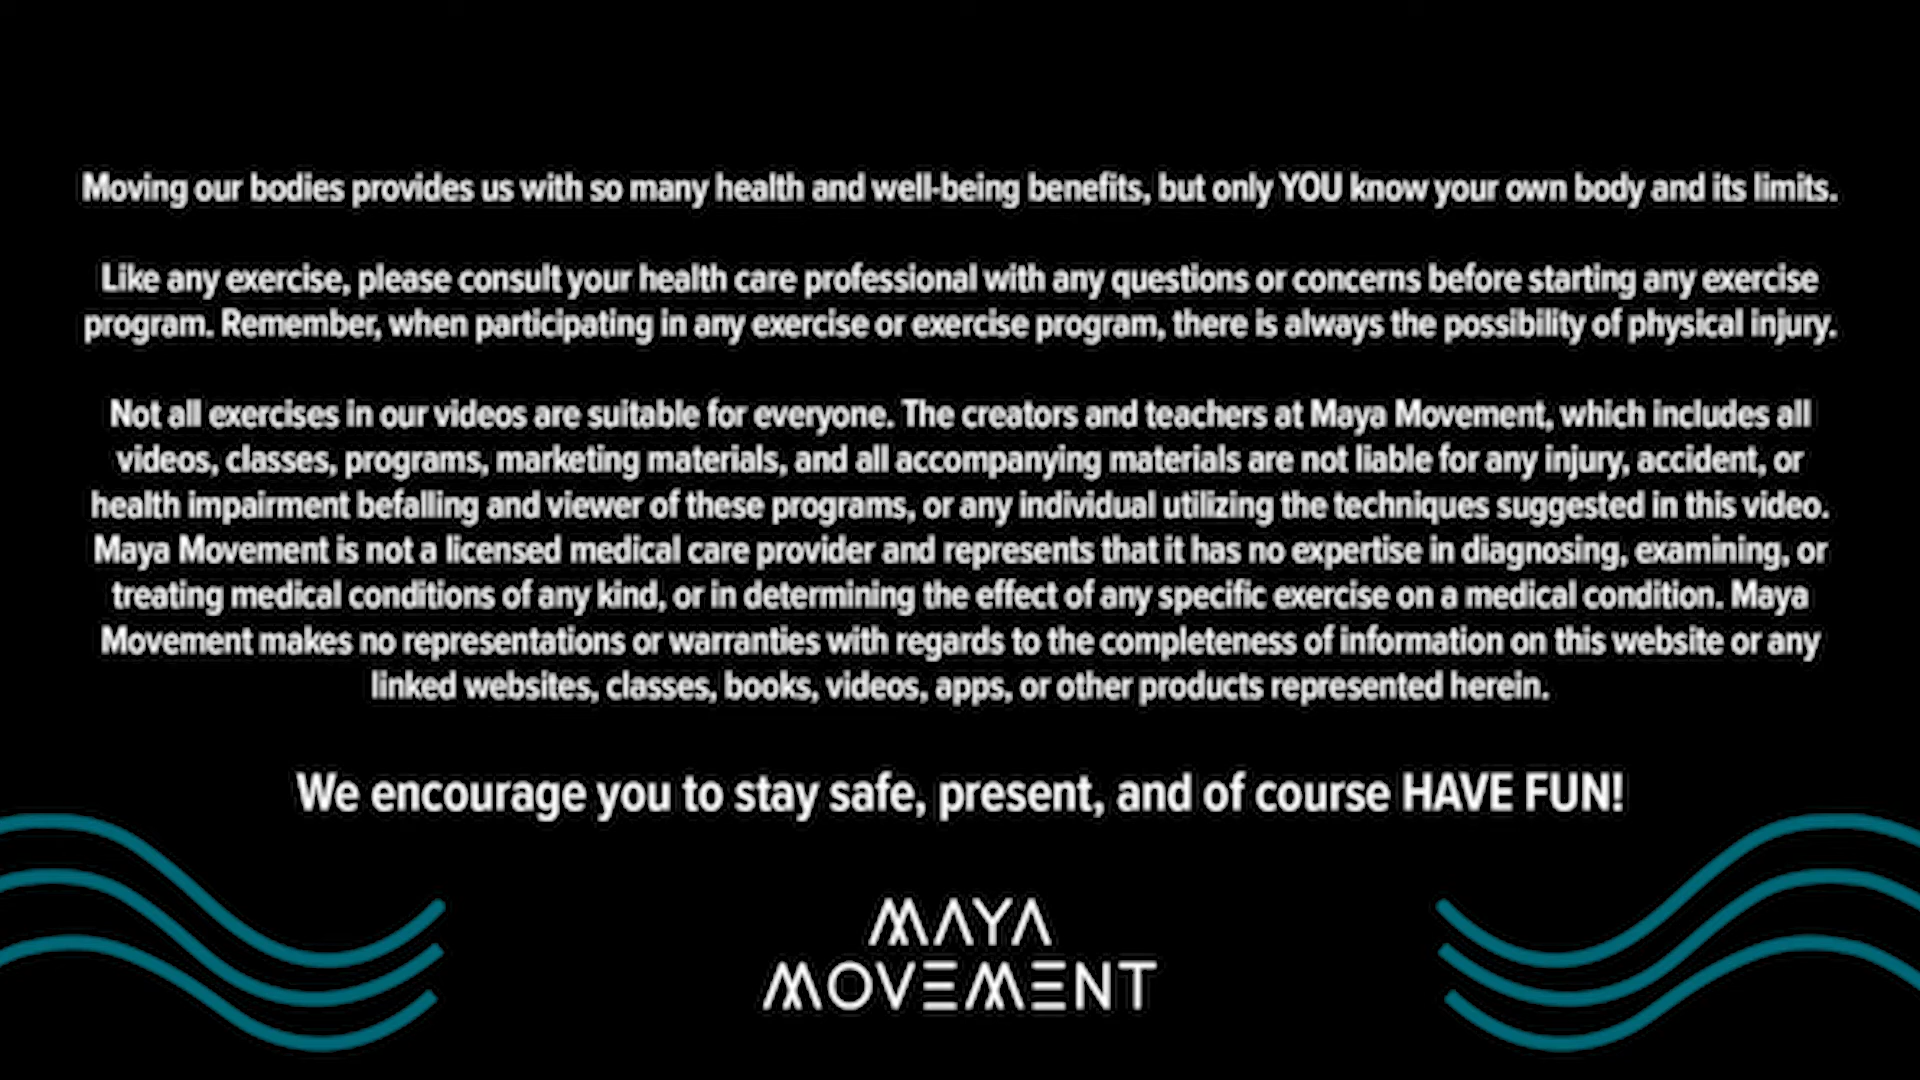 Moving our bodies provides us with so many health and well-being benefits, but only YOU know your own body and its limits.
Like any exercise, please consult your health care professional with any questions or concerns before starting any exercise
program. Remember, when participating in any exercise or exercise program, there is always the possibility of physical injury.
Not all exercises in our videos are suitable for everyone. The creators and teachers at Maya Movement, which includes all
videos, classes, programs, marketing materials, and all accompanying materials are not liable for any injury, accident, or
health impairment befalling and viewer of these programs, or any individual utilizing the techniques suggested in this video.
Maya Movement is not a licensed medical care provider and represents that it has no expertise in diagnosing, examining, or
treating medical conditions of any kind, or in determining the effect of any specific exercise on a medical condition. Maya
Movement makes no representations or warranties with regards to the completeness of information on this website or any
linked websites, classes, books, videos, apps, or other products represented herein.
We encourage you to stay safe, present, and of course HAVE FUN!
MAYA
MOVEMENT